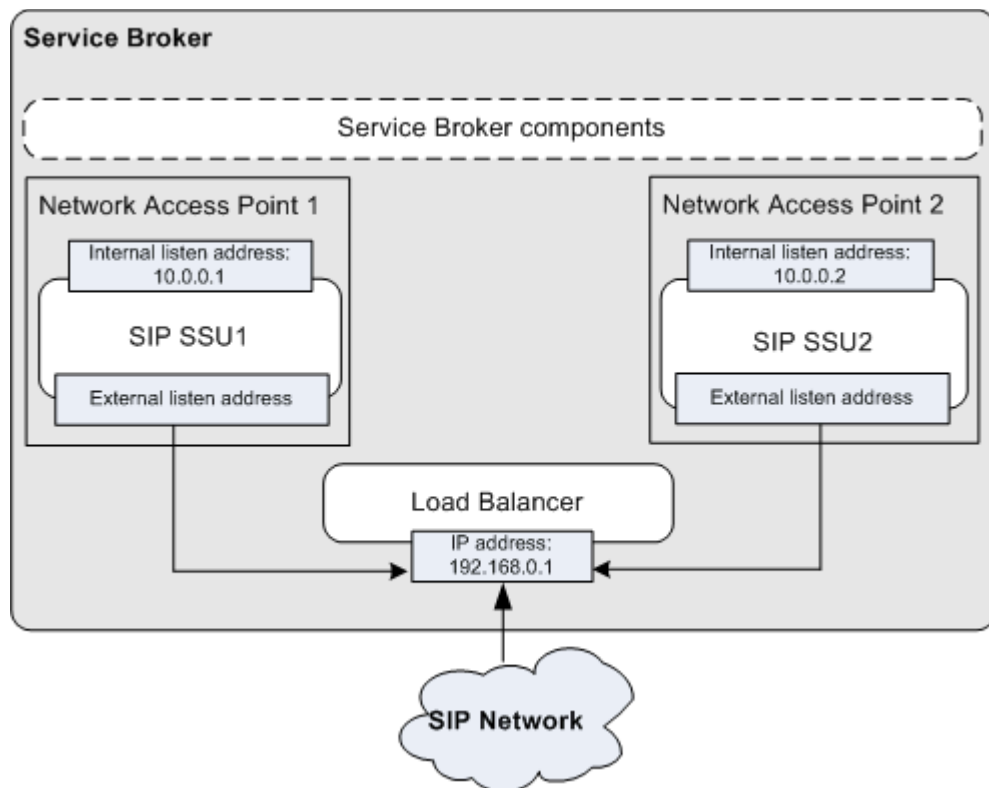 Service Broker
Service Broker components
Network Access Point 1
Internal listen address:
10.0.0.1
SIP SSU1
External listen address
Network Access Point 2
Internal listen address:
10.0.0.2
SIP SSU2
External listen address
Load Balancer
IP address:
192.168.0.1
SIP Network